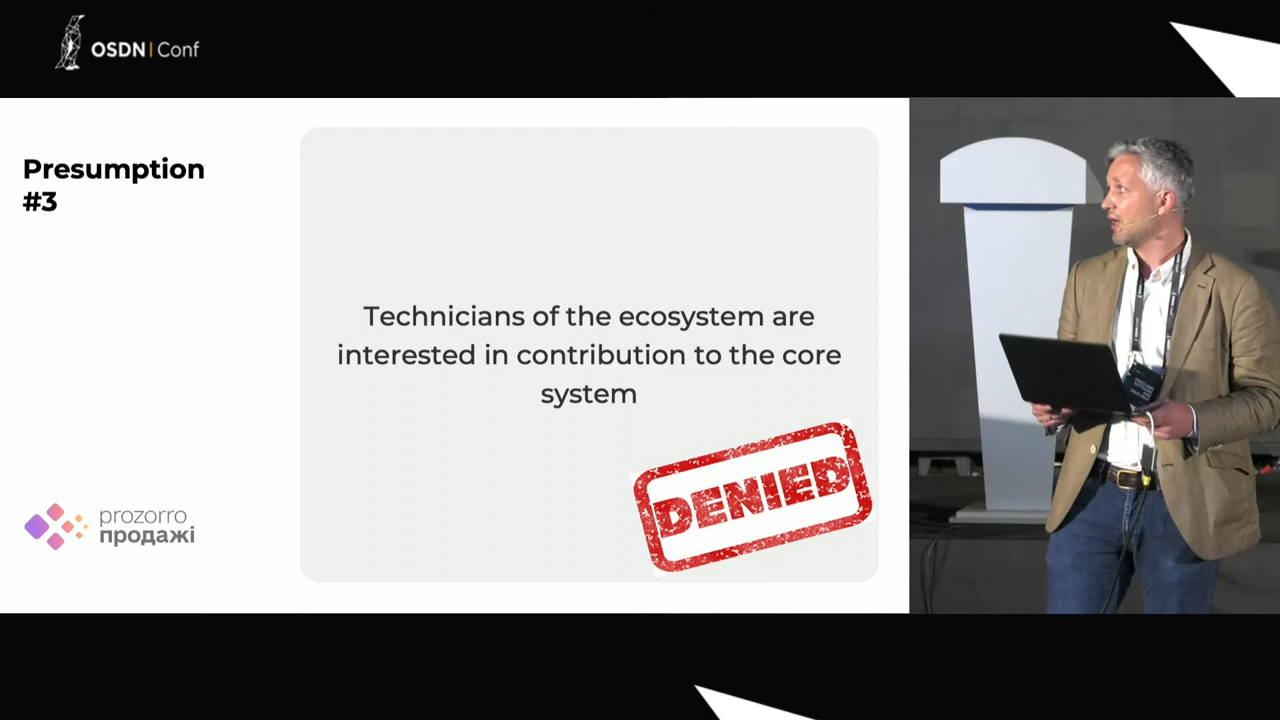 OSDN | Conf
Presumption
#3
Technicians of the ecosystem are
interested in contribution to the core
system
DENIED
prozorro
продажі